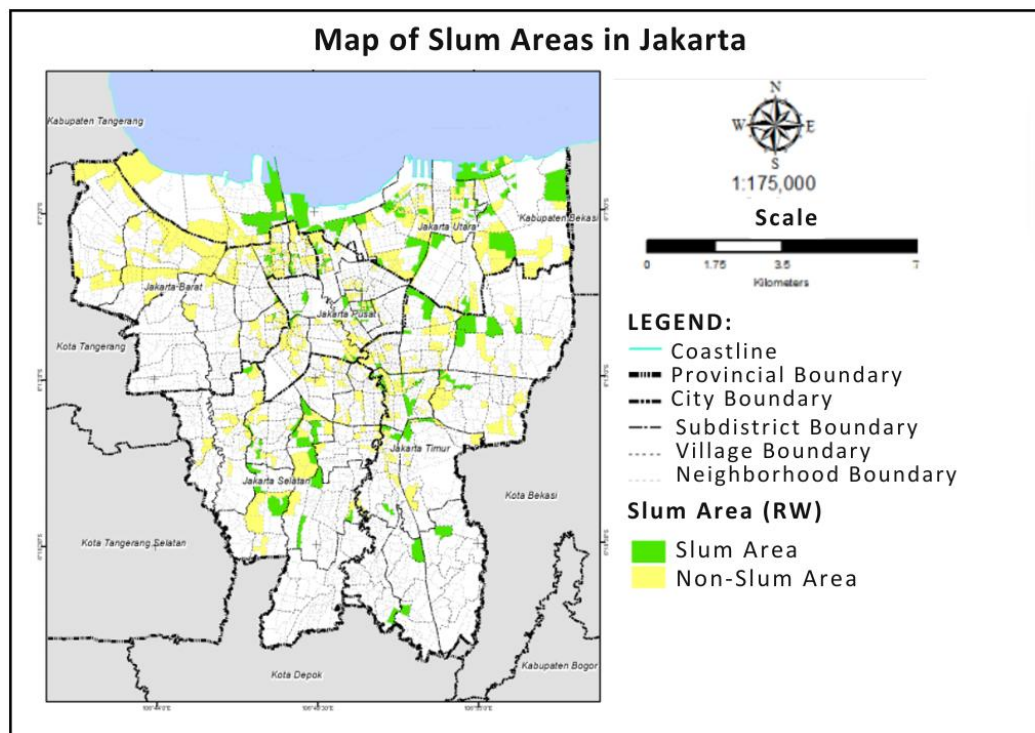 Map of Slum Areas in Jakarta
Kabupaten Tangerang
Jakarta Utara
Kabupaten Bekasi
Jakarta Barat
Jakarta Pusat
Kota Tangerang
Jakarta Timur
Jakarta Selatan
Kota Bekasi
Kota Tangerang Selatan
Kota Depok
Kabupaten Bogor
N
W E
S
1:175,000
Scale
0 1.75 3.5 7
Kilometers
LEGEND:
Coastline
Provincial Boundary
City Boundary
Subdistrict Boundary
Village Boundary
Neighborhood Boundary
Slum Area (RW)
Slum Area
Non-Slum Area